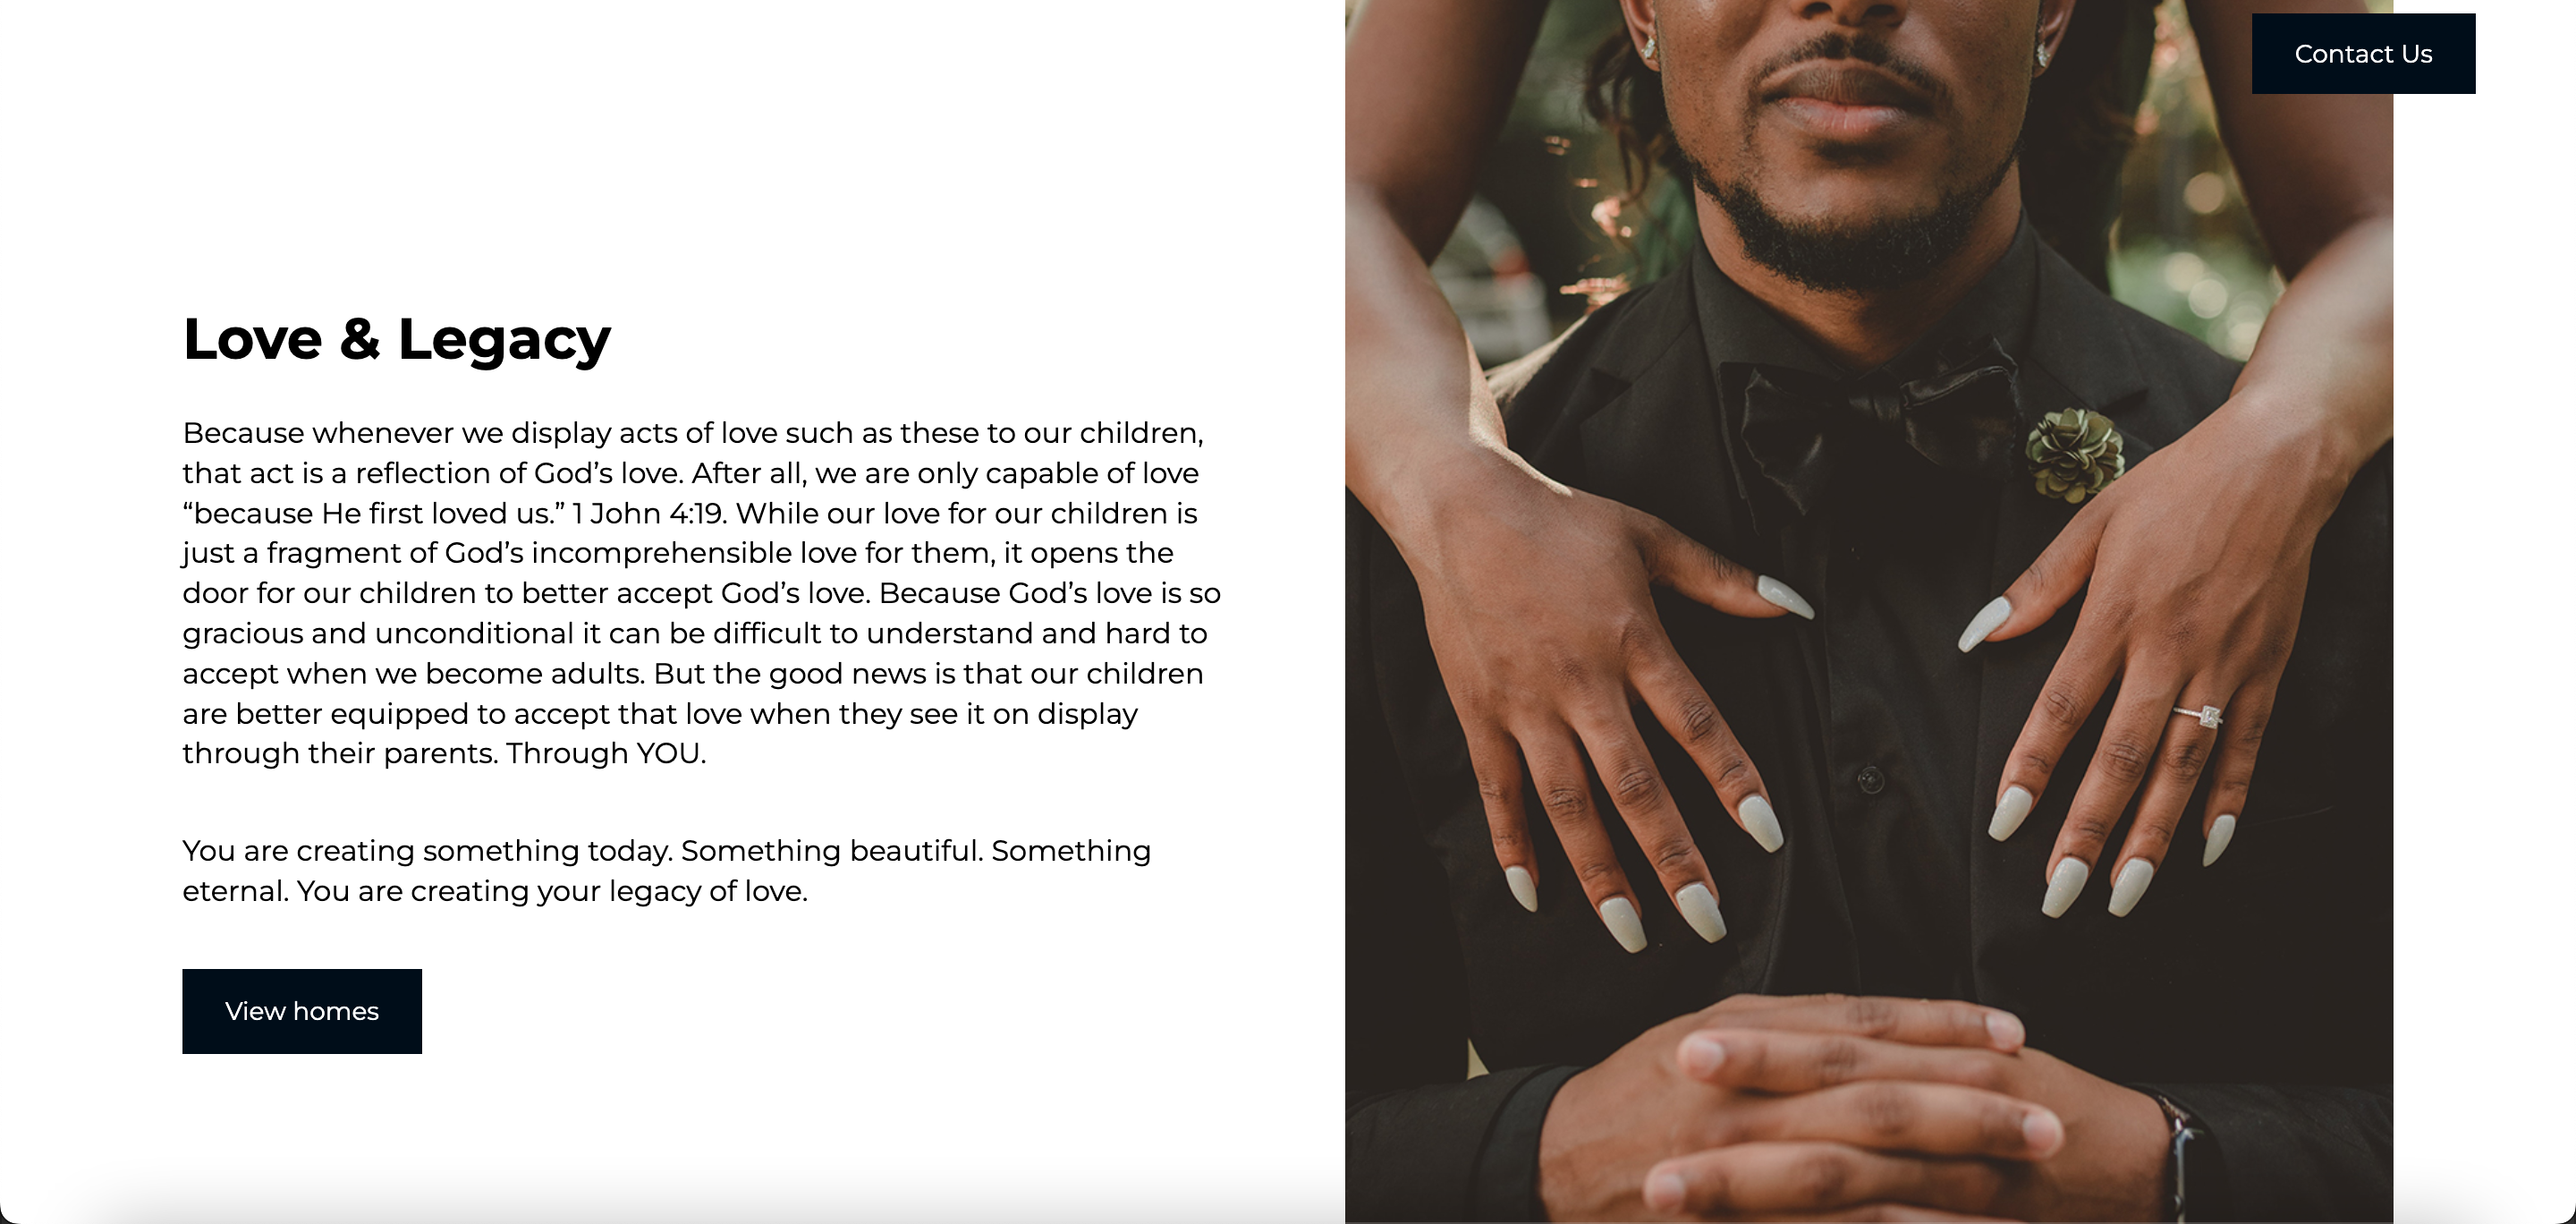 Contact Us
Love & Legacy
Because whenever we display acts of love such as these to our children,
that act is a reflection of God’s love. After all, we are only capable of love
“because He first loved us.” 1 John 4:19. While our love for our children is
just a fragment of God’s incomprehensible love for them, it opens the
door for our children to better accept God’s love. Because God’s love is so
gracious and unconditional it can be difficult to understand and hard to
accept when we become adults. But the good news is that our children
are better equipped to accept that love when they see it on display
through their parents. Through YOU.
You are creating something today. Something beautiful. Something
eternal. You are creating your legacy of love.
View homes